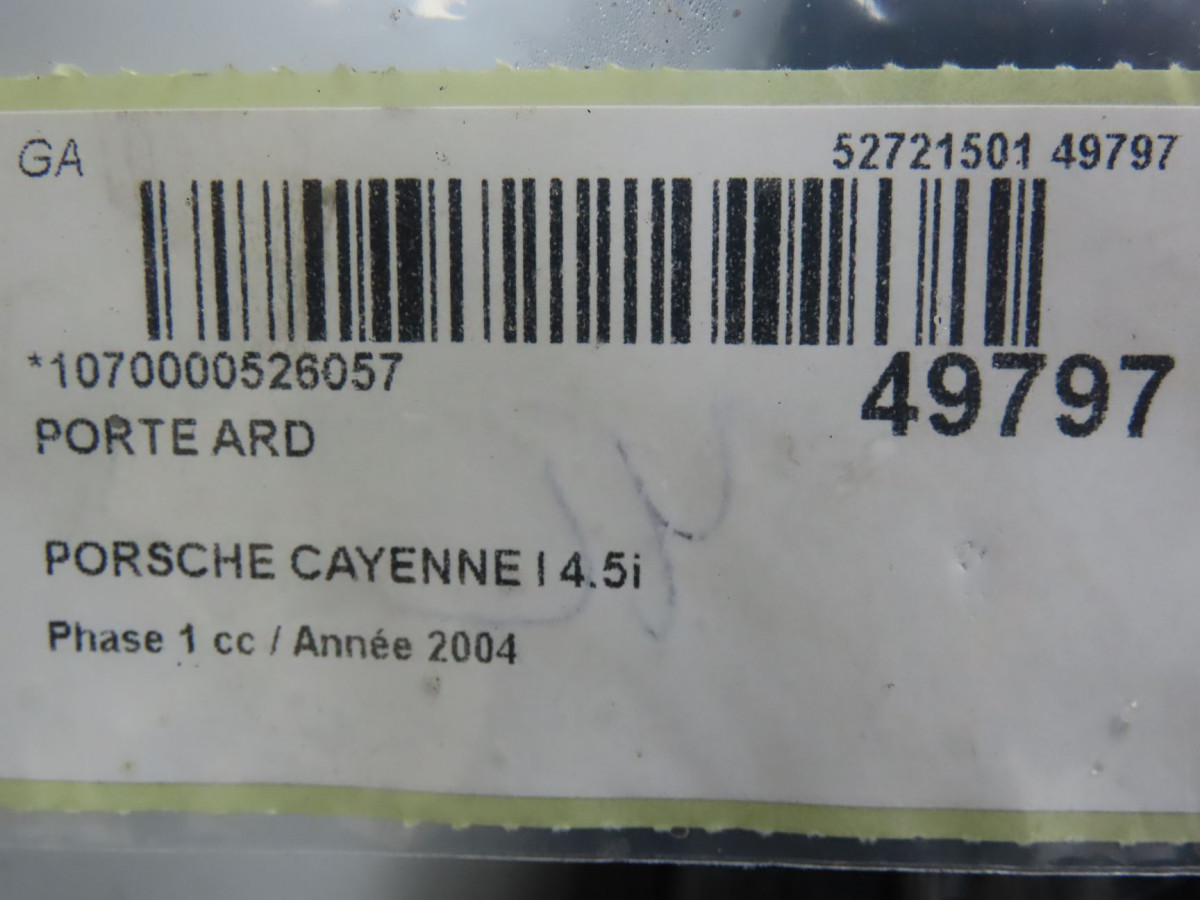 GA
52721501 49797
*1070000526057
49797
PORTE ARD
PORSCHE CAYENNE I 4.5i
Phase 1 cc / Année 2004